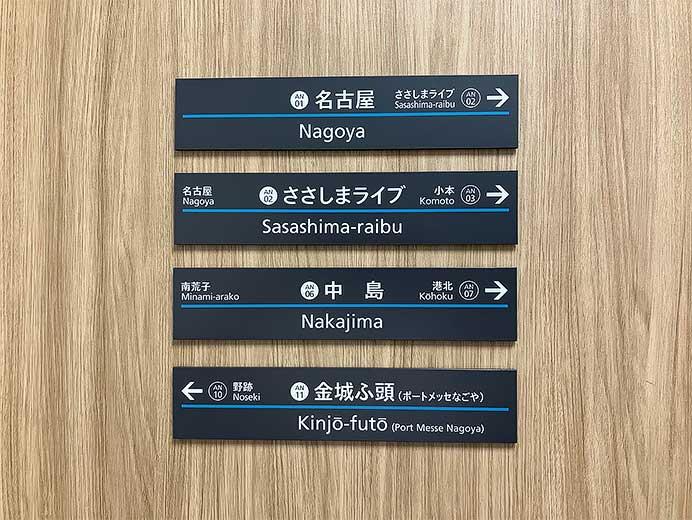 AN 01 名古屋 ささしまライブ AN 02 →
Sasashima-raibu
Nagoya
名古屋 AN 02 ささしまライブ 小本 AN 03 →
Nagoya Komoto
Sasashima-raibu
南荒子 AN 06 中 島 港北 AN 07 →
Minami-arako Kōhoku
Nakajima
← AN 10 野跡 AN 11 金城ふ頭(ポートメッセなごや)
Noseki
Kinjō-futō (Port Messe Nagoya)